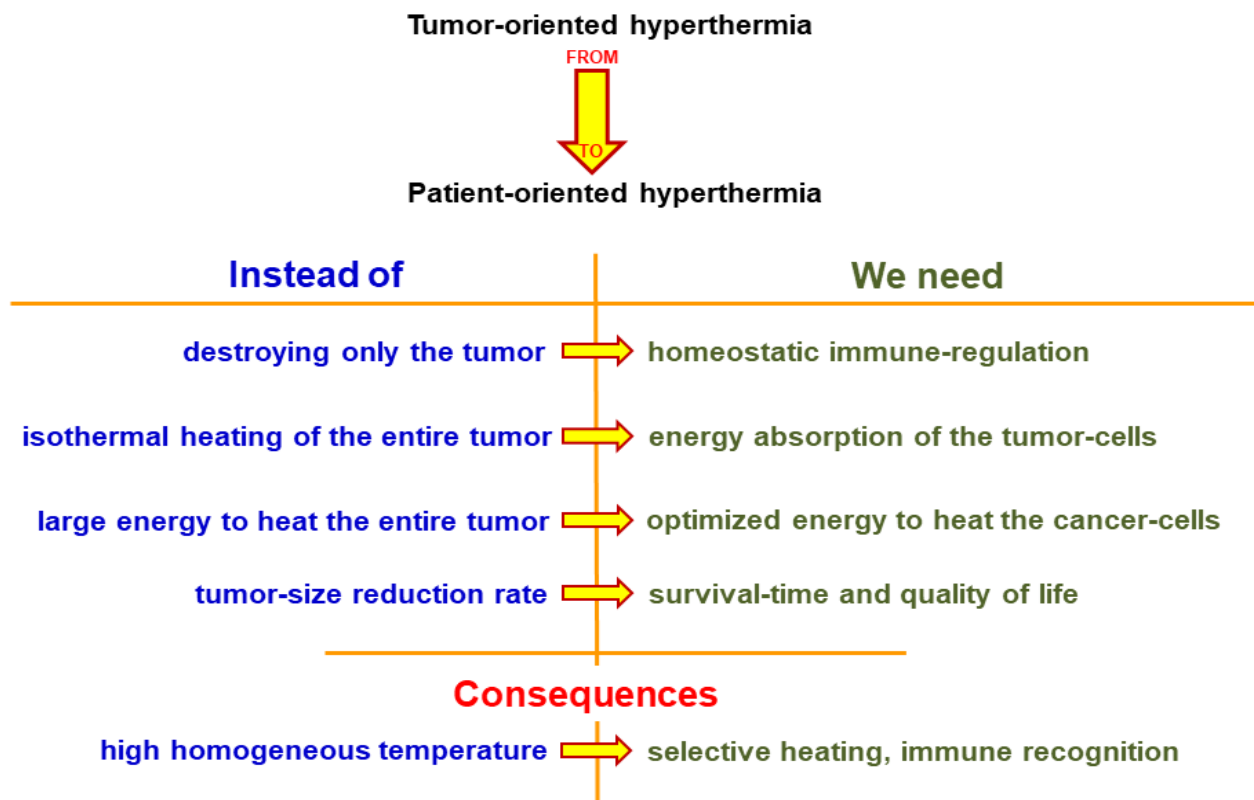 Tumor-oriented hyperthermia
FROM
TO
Patient-oriented hyperthermia
Instead of We need
destroying only the tumor homeostatic immune-regulation
isothermal heating of the entire tumor energy absorption of the tumor-cells
large energy to heat the entire tumor optimized energy to heat the cancer-cells
tumor-size reduction rate survival-time and quality of life
Consequences
high homogeneous temperature selective heating, immune recognition